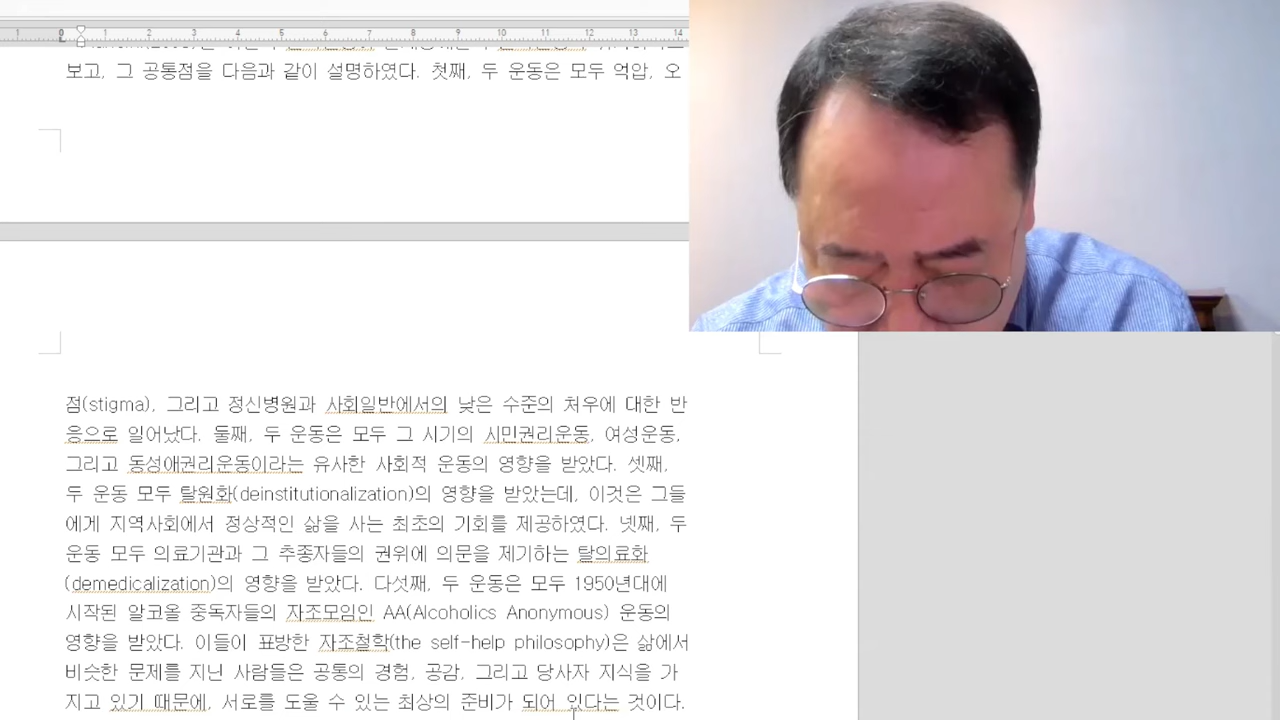 1 0 1 2 3 4 5 6 7 8 9 10 11 12 13 14
보고, 그 공통점을 다음과 같이 설명하였다. 첫째, 두 운동은 모두 억압, 오
점(stigma), 그리고 정신병원과 사회일반에서의 낮은 수준의 처우에 대한 반
응으로 일어났다. 둘째, 두 운동은 모두 그 시기의 시민권리운동, 여성운동,
그리고 동성애권리운동이라는 유사한 사회적 운동의 영향을 받았다. 셋째,
두 운동 모두 탈원화(deinstitutionalization)의 영향을 받았는데, 이것은 그들
에게 지역사회에서 정상적인 삶을 사는 최초의 기회를 제공하였다. 넷째, 두
운동 모두 의료기관과 그 추종자들의 권위에 의문을 제기하는 탈의료화
(demedicalization)의 영향을 받았다. 다섯째, 두 운동은 모두 1950년대에
시작된 알코올 중독자들의 자조모임인 AA(Alcoholics Anonymous) 운동의
영향을 받았다. 이들이 표방한 자조철학(the self-help philosophy)은 삶에서
비슷한 문제를 지닌 사람들은 공통의 경험, 공감, 그리고 당사자 지식을 가
지고 있기 때문에, 서로를 도울 수 있는 최상의 준비가 되어 있다는 것이다.